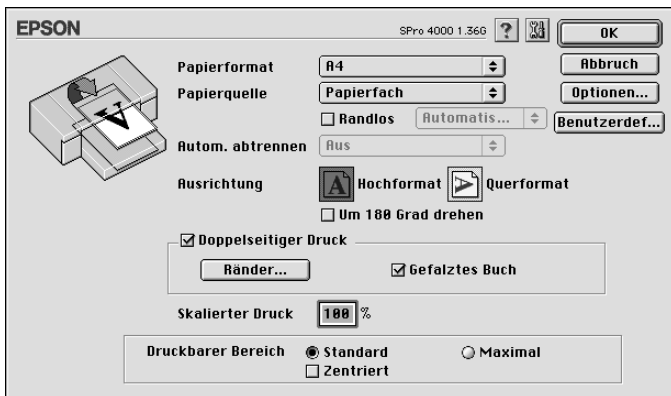 EPSON SPro 4000 1.36G ? OK
Papierformat A4 Abbruch
Papierquelle Papierfach Optionen...
Randlos Automatis... Benutzerdef...
Autom. abtrennen Aus
Ausrichtung A Hochformat A Querformat
Um 180 Grad drehen
Doppelseitiger Druck
Ränder... Gefalztes Buch
Skalierter Druck 100 %
Druckbarer Bereich Standard Maximal
Zentriert
A